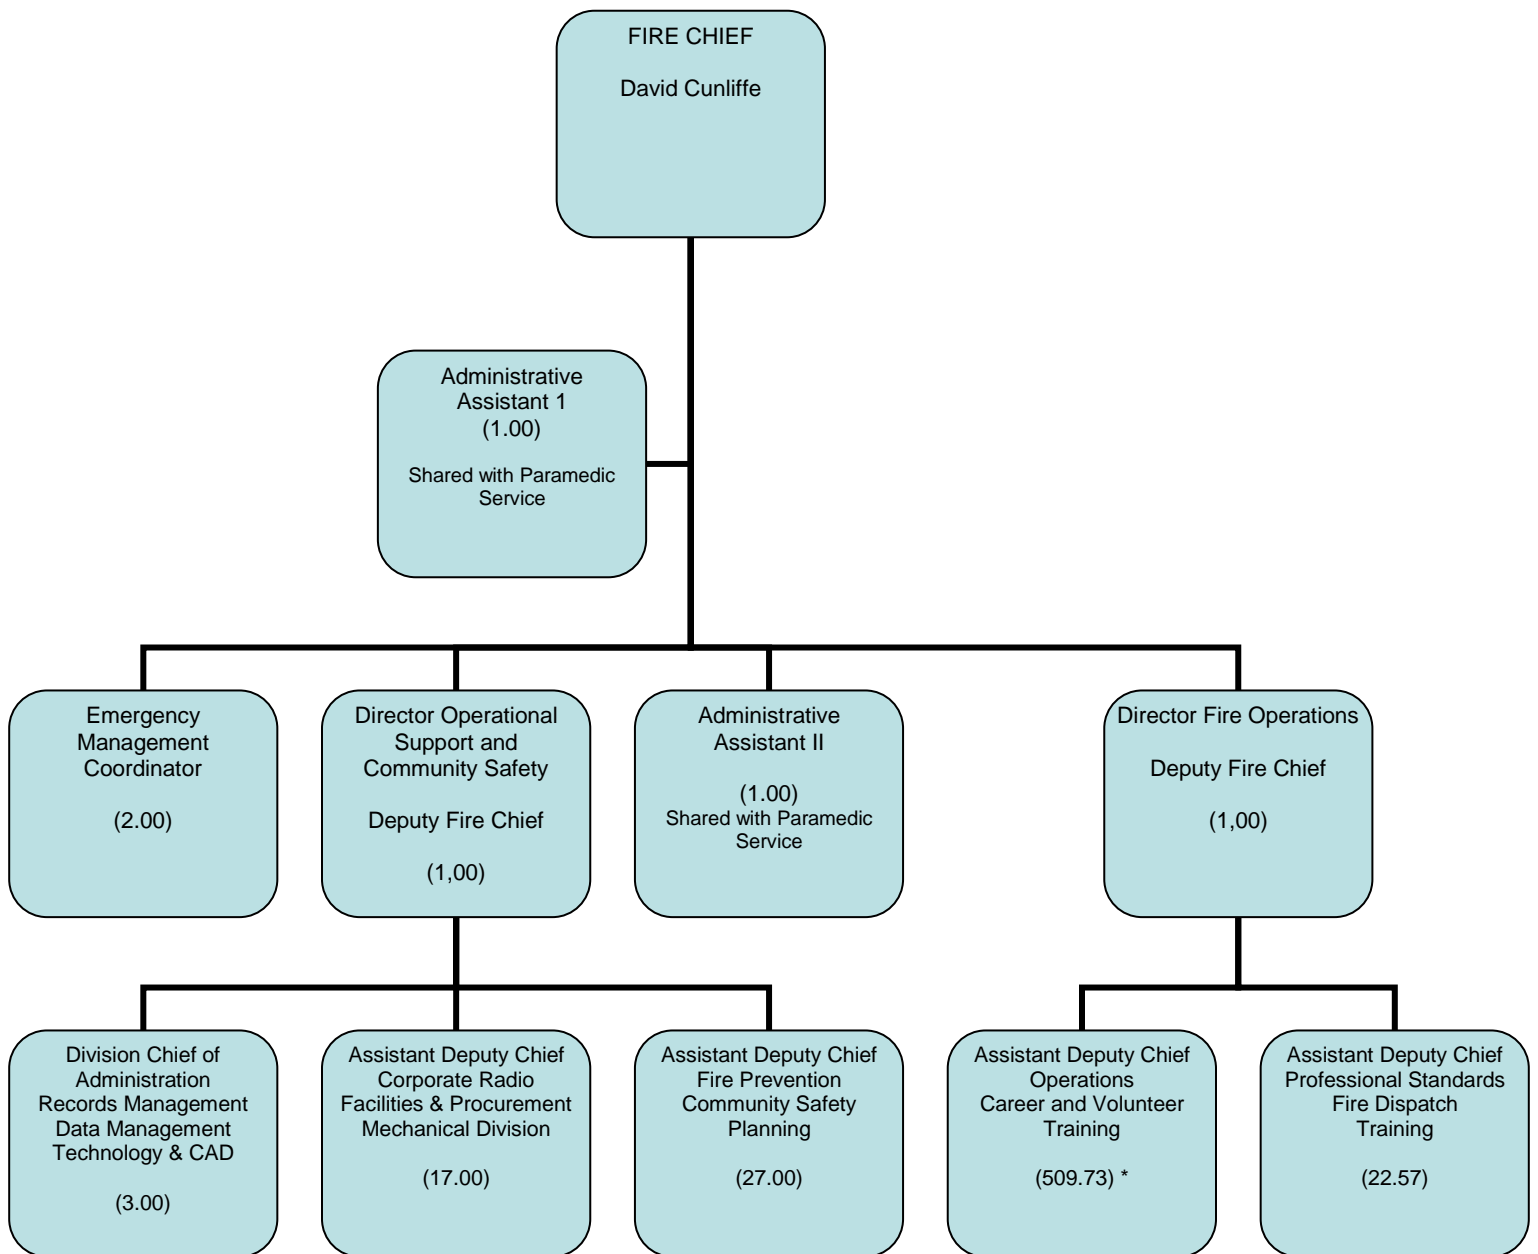 FIRE CHIEF
David Cunliffe
Administrative
Assistant 1
(1.00)
Shared with Paramedic
Service
Emergency
Management
Coordinator
(2.00)
Director Operational
Support and
Community Safety
Deputy Fire Chief
(1,00)
Administrative
Assistant II
(1.00)
Shared with Paramedic
Service
Director Fire Operations
Deputy Fire Chief
(1,00)
Division Chief of
Administration
Records Management
Data Management
Technology & CAD
(3.00)
Assistant Deputy Chief
Corporate Radio
Facilities & Procurement
Mechanical Division
(17.00)
Assistant Deputy Chief
Fire Prevention
Community Safety
Planning
(27.00)
Assistant Deputy Chief
Operations
Career and Volunteer
Training
(509.73) *
Assistant Deputy Chief
Professional Standards
Fire Dispatch
Training
(22.57)